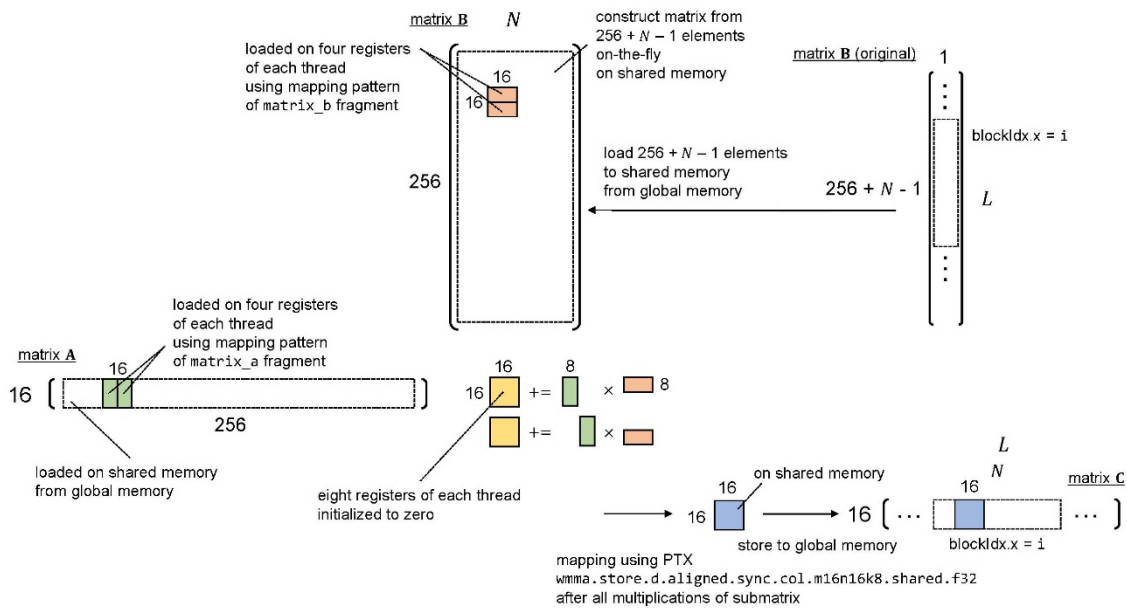 matrix B
N
loaded on four registers
of each thread
using mapping pattern
of matrix_b fragment
16
16
256
construct matrix from
256 + N – 1 elements
on-the-fly
on shared memory
load 256 + N – 1 elements
to shared memory
from global memory
matrix B (original)
1
⋮
blockIdx.x = i
256 + N - 1
L
⋮
loaded on four registers
of each thread
using mapping pattern
of matrix_a fragment
matrix A
16
16
256
loaded on shared memory
from global memory
16
8
16
+=
×
8
+=
×
eight registers of each thread
initialized to zero
on shared memory
16
16
store to global memory
L
N
matrix C
16
16
⋯
⋯
blockIdx.x = i
mapping using PTX
wmma.store.d.aligned.sync.col.m16n16k8.shared.f32
after all multiplications of submatrix